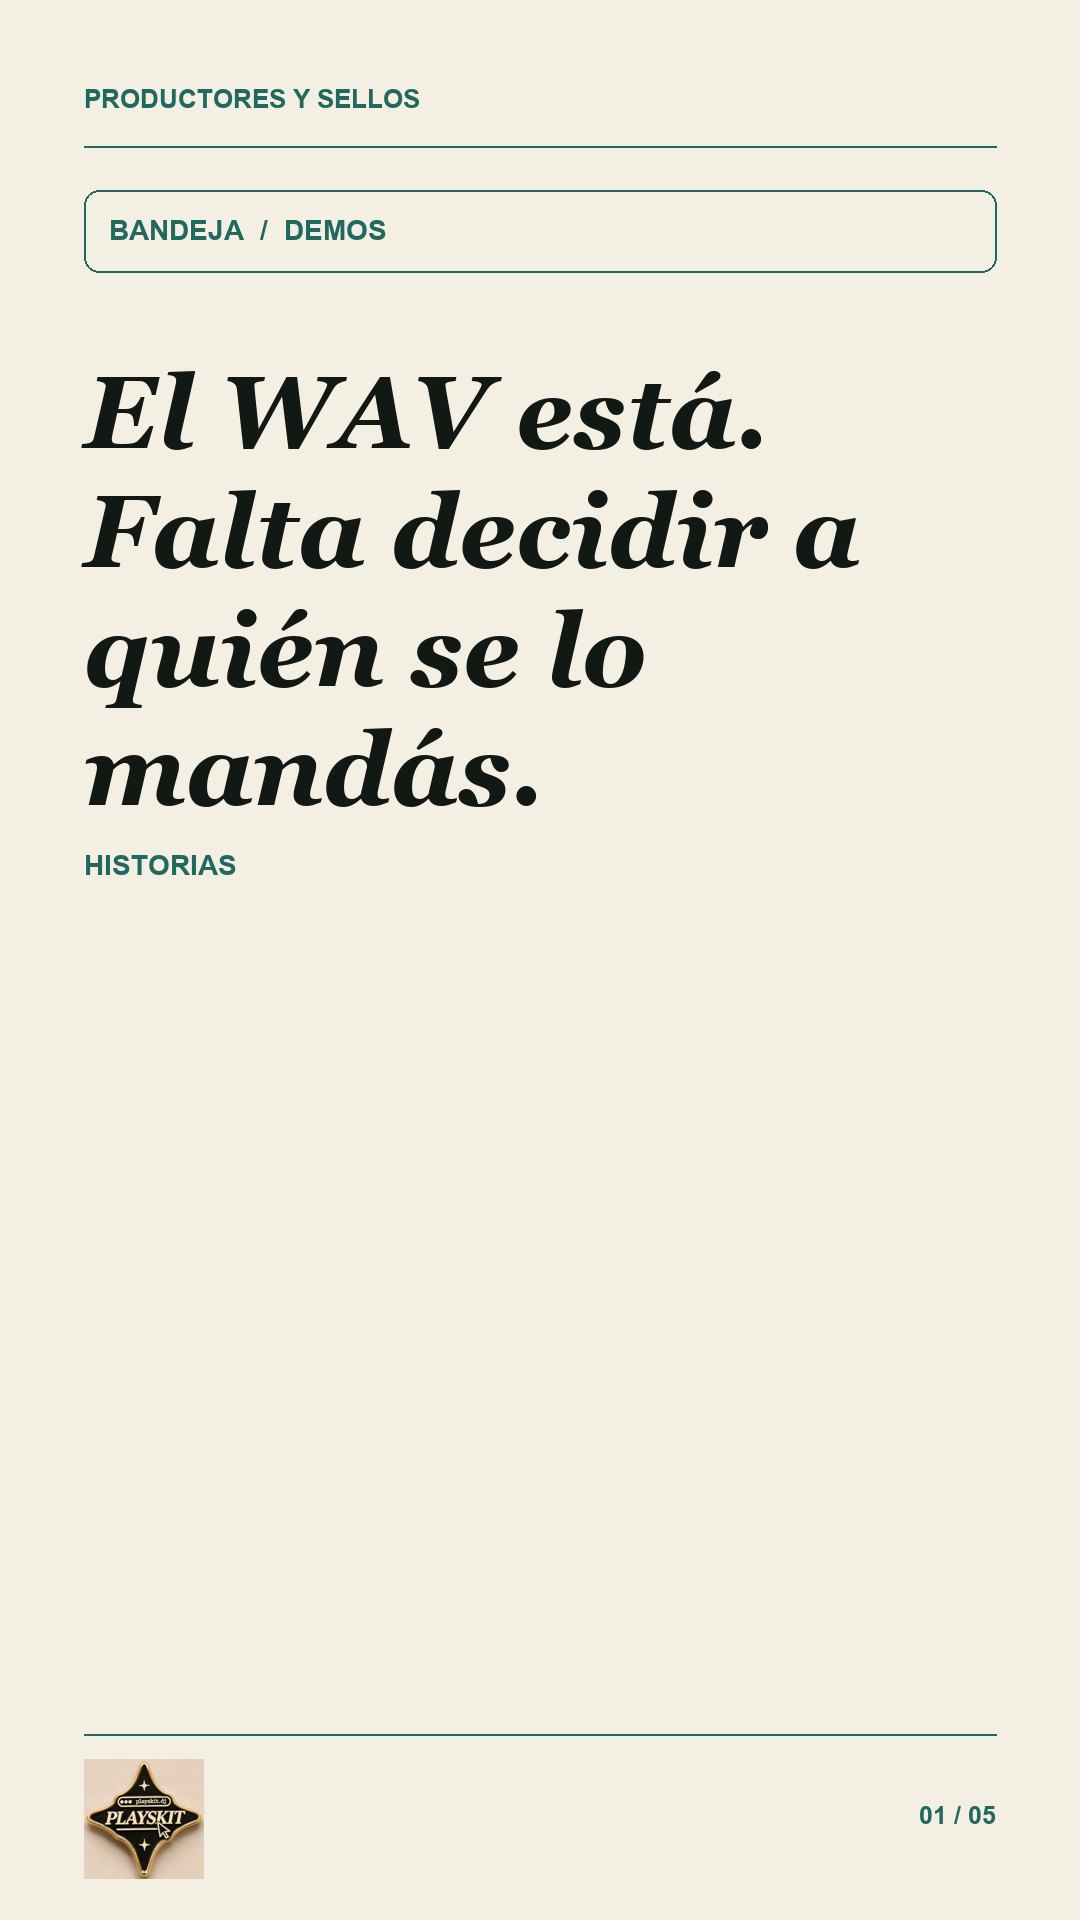 PRODUCTORES Y SELLOS
BANDEJA / DEMOS
El WAV está.
Falta decidir a
quién se lo
mandás.
HISTORIAS
playskit.dj
PLAYSKIT
01 / 05